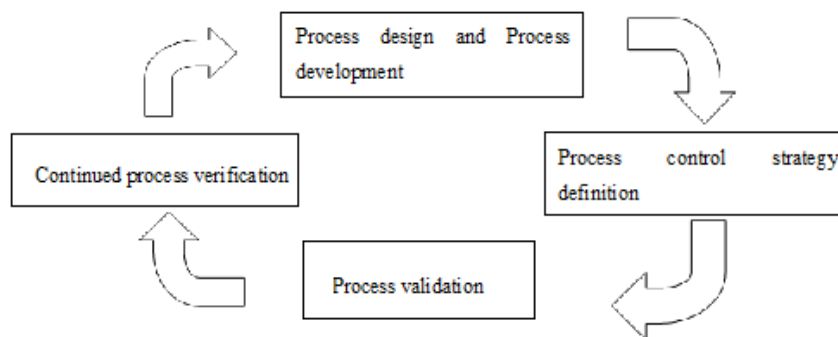 Process design and Process
development
Process control strategy
definition
Continued process verification
Process validation